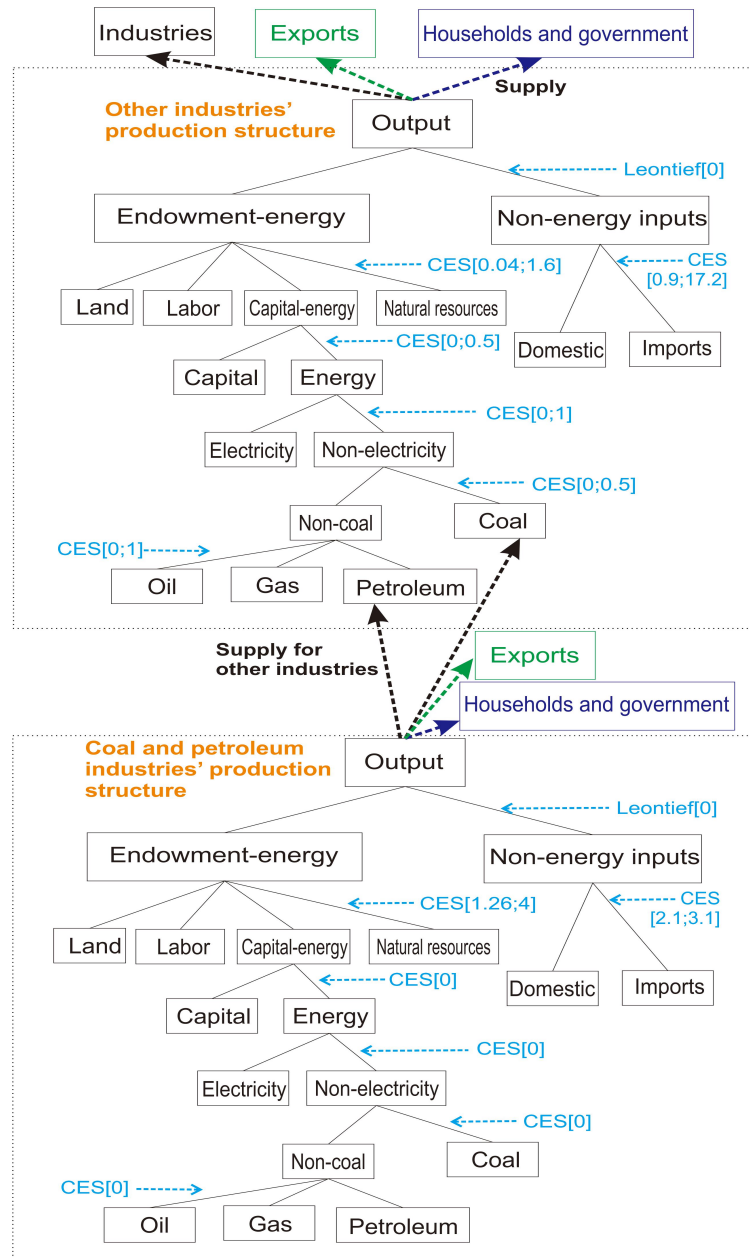 Industries
Exports
Households and government
Supply
Other industries’
production structure
Output
Leontief[0]
Endowment-energy
Non-energy inputs
CES[0.04;1.6]
CES
[0.9;17.2]
Land
Labor
Capital-energy
Natural resources
CES[0;0.5]
Domestic
Imports
Capital
Energy
CES[0;1]
Electricity
Non-electricity
CES[0;0.5]
Non-coal
Coal
CES[0;1]
Oil
Gas
Petroleum
Supply for
other industries
Exports
Households and government
Coal and petroleum
industries’ production
structure
Output
Leontief[0]
Endowment-energy
Non-energy inputs
CES[1.26;4]
CES
[2.1;3.1]
Land
Labor
Capital-energy
Natural resources
CES[0]
Domestic
Imports
Capital
Energy
CES[0]
Electricity
Non-electricity
CES[0]
Non-coal
Coal
CES[0]
Oil
Gas
Petroleum